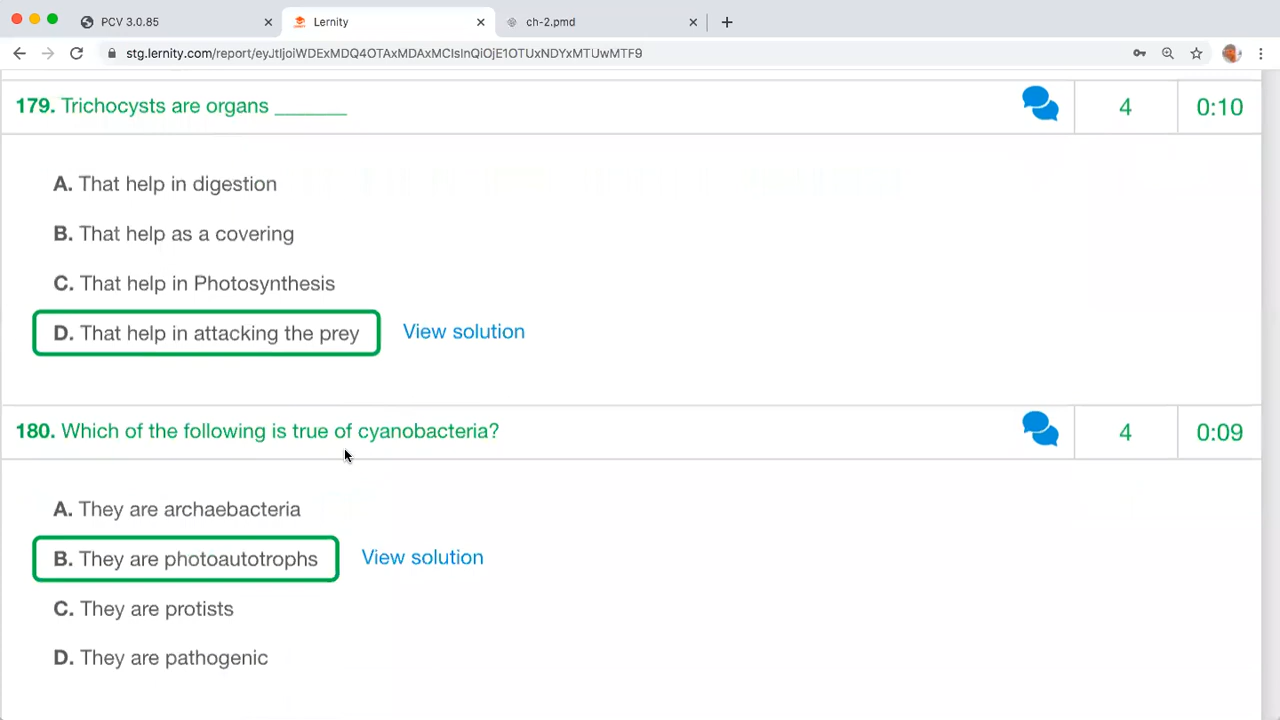 PCV 3.0.85
Lernity
ch-2.pmd
stg.lernity.com/report/eyJtIjoiWDExMDQ4OTAxMDAxMCIsInQiOjE1OTUxNDYxMTUwMTF9
179. Trichocysts are organs _______ 4 0:10
A. That help in digestion
B. That help as a covering
C. That help in Photosynthesis
D. That help in attacking the prey View solution
180. Which of the following is true of cyanobacteria? 4 0:09
A. They are archaebacteria
B. They are photoautotrophs View solution
C. They are protists
D. They are pathogenic